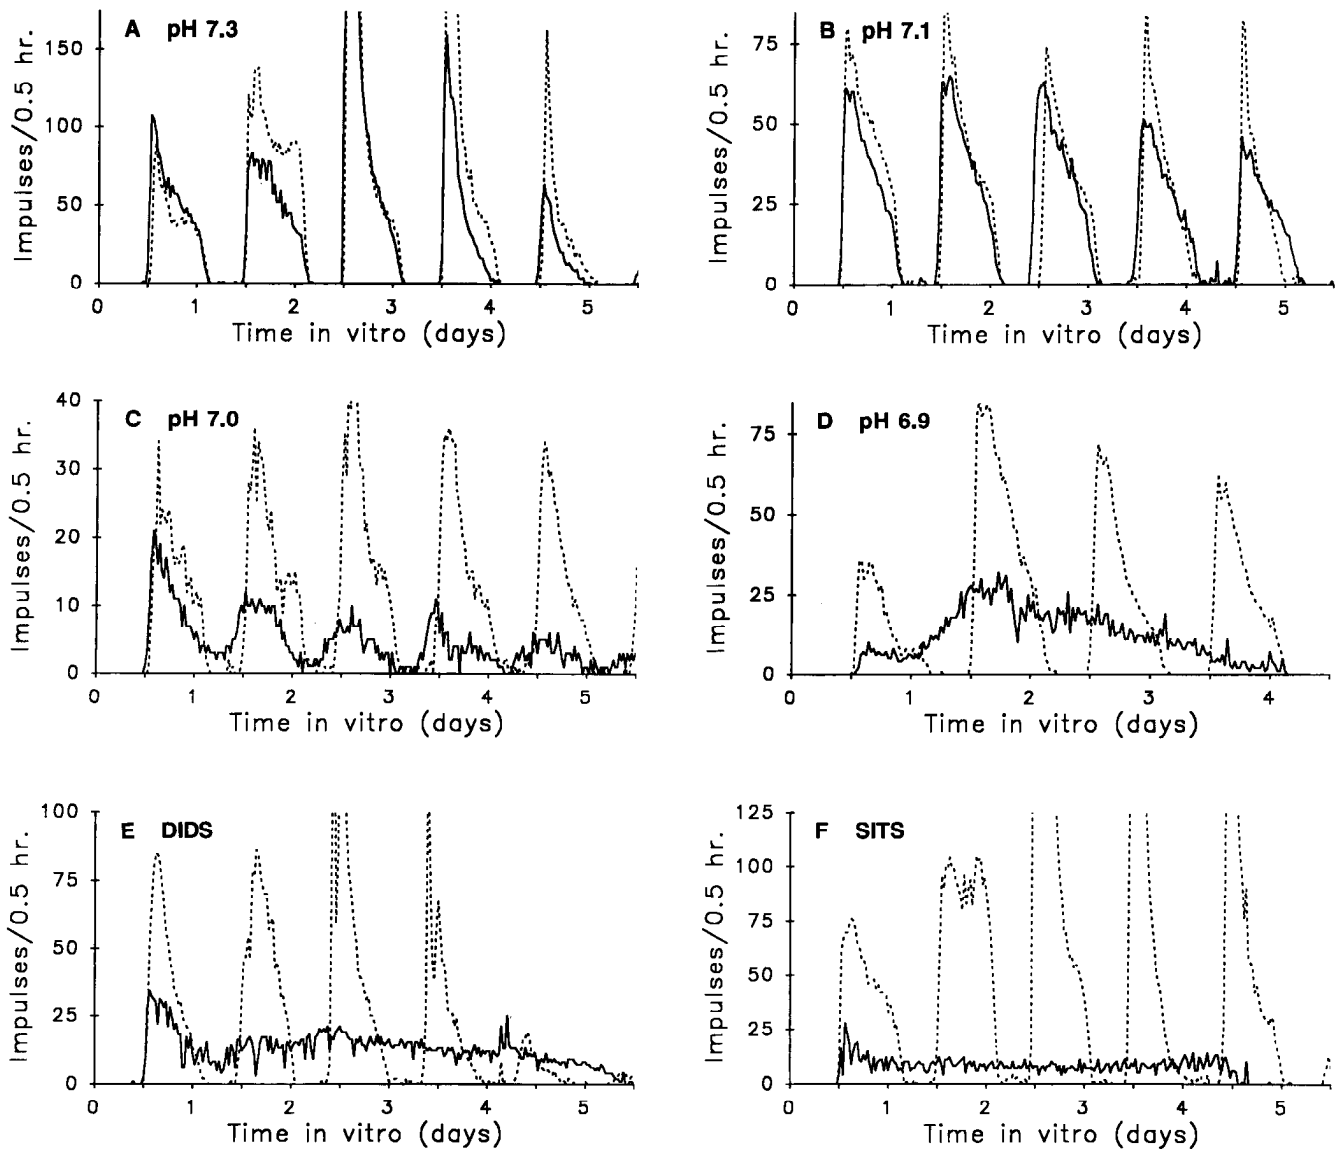 A pH 7.3
Impulses/0.5 hr.
150
100
50
0
0 1 2 3 4 5
Time in vitro (days)
B pH 7.1
Impulses/0.5 hr.
75
50
25
0
0 1 2 3 4 5
Time in vitro (days)
C pH 7.0
Impulses/0.5 hr.
40
30
20
10
0
0 1 2 3 4 5
Time in vitro (days)
D pH 6.9
Impulses/0.5 hr.
75
50
25
0
0 1 2 3 4
Time in vitro (days)
E DIDS
Impulses/0.5 hr.
100
75
50
25
0
0 1 2 3 4 5
Time in vitro (days)
F SITS
Impulses/0.5 hr.
125
100
75
50
25
0
0 1 2 3 4 5
Time in vitro (days)